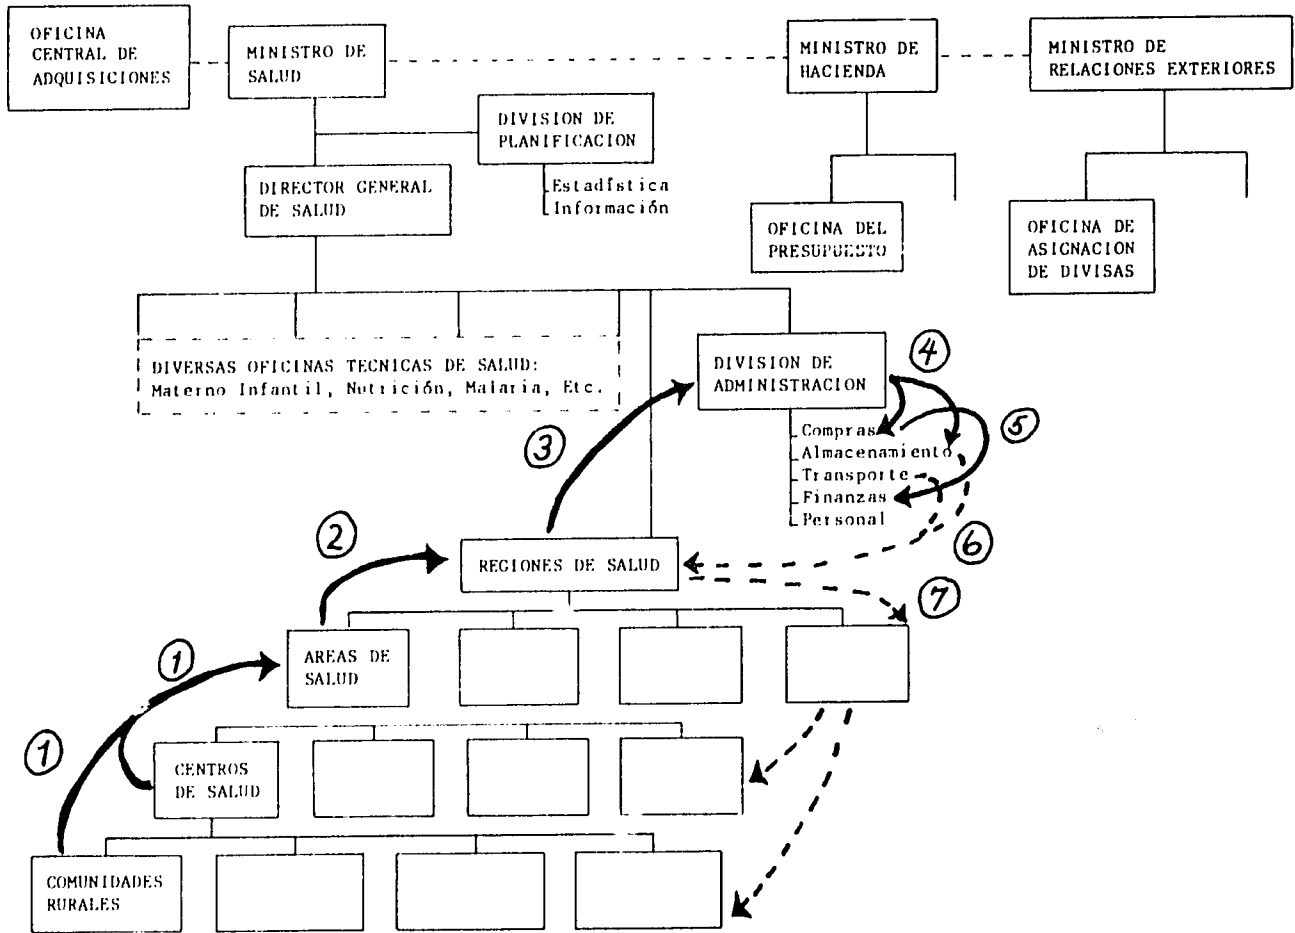 OFICINA
CENTRAL DE
ADQUISICIONES
MINISTRO DE
SALUD
MINISTRO DE
HACIENDA
MINISTRO DE
RELACIONES EXTERIORES
DIVISION DE
PLANIFICACION
Estadística
Información
DIRECTOR GENERAL
DE SALUD
OFICINA DEL
PRESUPUESTO
OFICINA DE
ASIGNACION
DE DIVISAS
DIVERSAS OFICINAS TECNICAS DE SALUD:
Materno Infantil, Nutrición, Malaria, Etc.
DIVISION DE
ADMINISTRACION
4
Compras
Almacenamiento
Transporte
Finanzas
Personal
5
3
2
6
REGIONES DE SALUD
7
1
AREAS DE
SALUD
1
CENTROS
DE SALUD
COMUNIDADES
RURALES